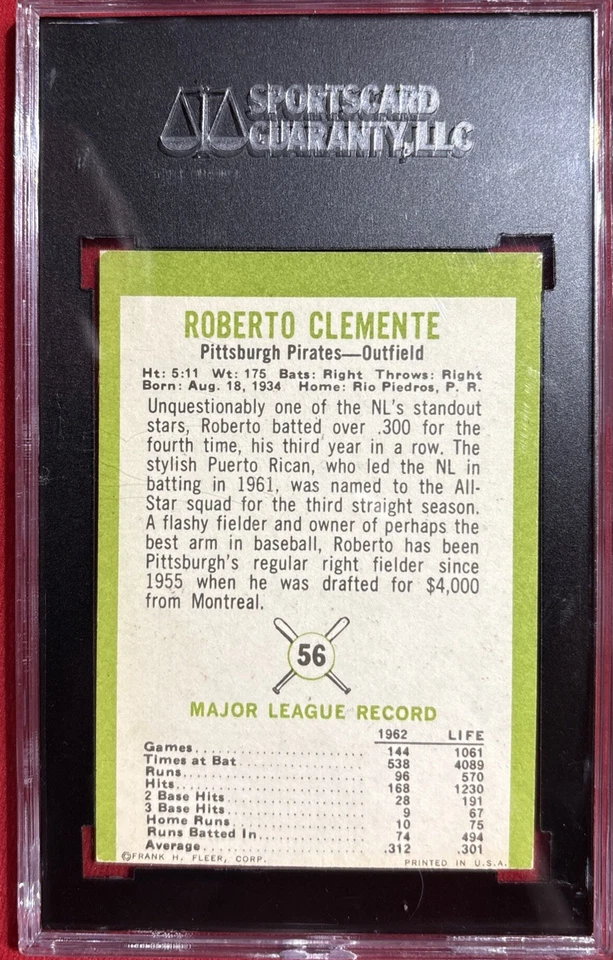 SPORTSCARD
GUARANTY, LLC
ROBERTO CLEMENTE
Pittsburgh Pirates—Outfield
Ht: 5:11 Wt: 175 Bats: Right Throws: Right
Born: Aug. 18, 1934 Home: Rio Piedros, P. R.
Unquestionably one of the NL's standout
stars, Roberto batted over .300 for the
fourth time, his third year in a row. The
stylish Puerto Rican, who led the NL in
batting in 1961, was named to the All-
Star squad for the third straight season.
A flashy fielder and owner of perhaps the
best arm in baseball, Roberto has been
Pittsburgh's regular right fielder since
1955 when he was drafted for $4,000
from Montreal.
56
MAJOR LEAGUE RECORD
1962 LIFE
Games 144 1061
Times at Bat 538 4089
Runs 96 570
Hits 168 1230
2 Base Hits 28 191
3 Base Hits 9 67
Home Runs 10 75
Runs Batted In 74 494
Average .312 .301
©FRANK H. FLEER, CORP. PRINTED IN U.S.A.